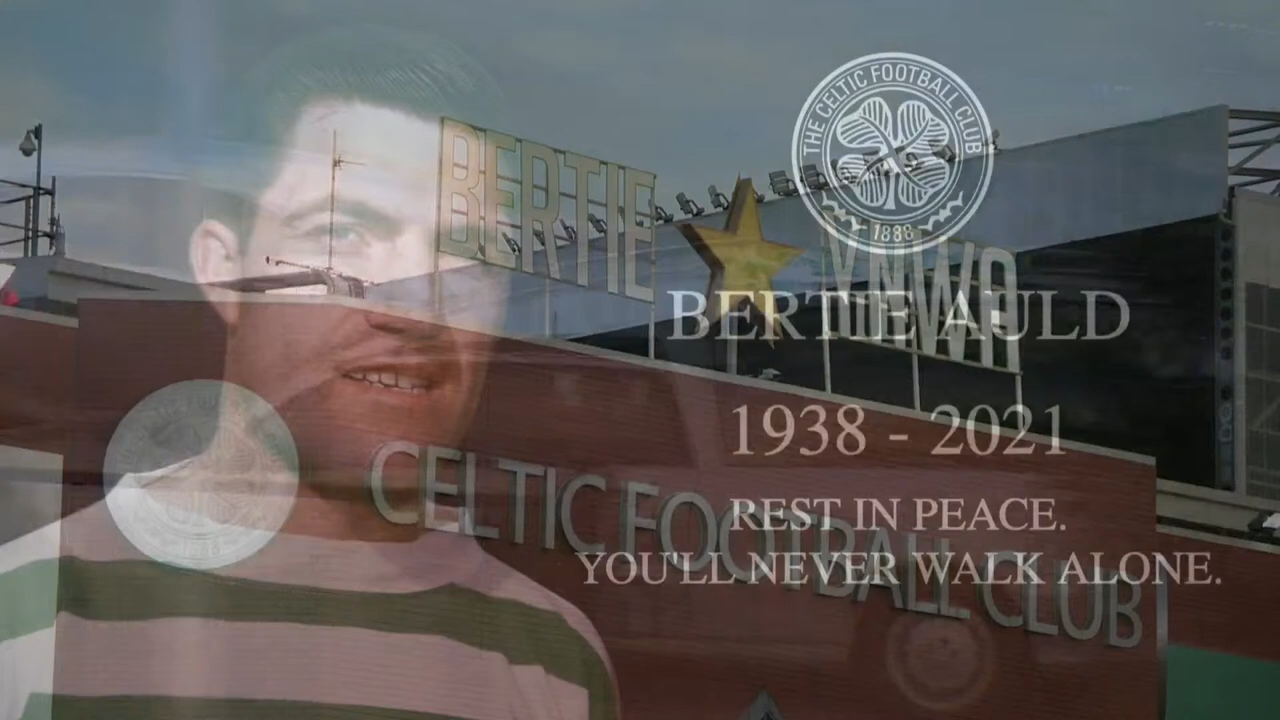 BERTIE
YNWA
THE CELTIC FOOTBALL CLUB
1888
BERTIE AULD
1938 - 2021
REST IN PEACE.
YOU'LL NEVER WALK ALONE.
CELTIC FOOTBALL CLUB